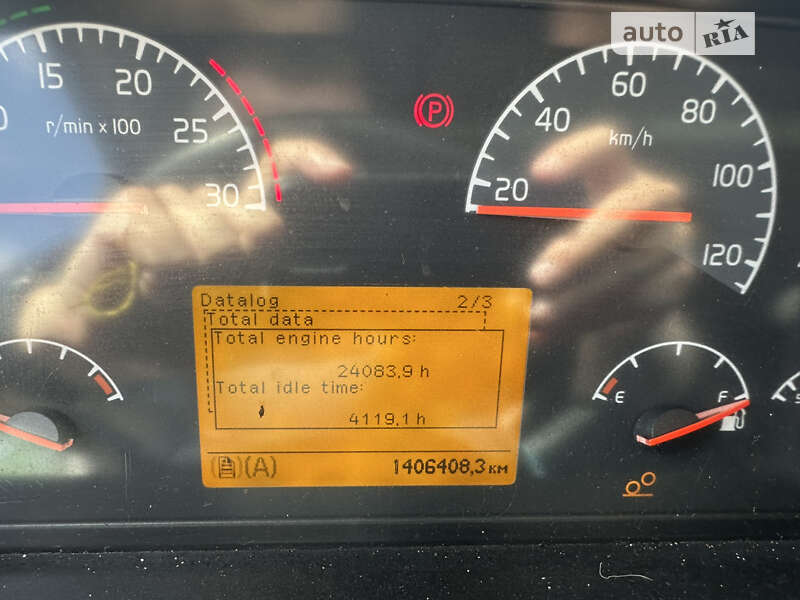 auto RIA
15 20 25 30
r/min x 100
P
20 40 60 80 100 120
km/h
Datalog 2/3
Total data
Total engine hours:
24083,9 h
Total idle time:
4119,1 h
(A) 1406408,3 км
E F